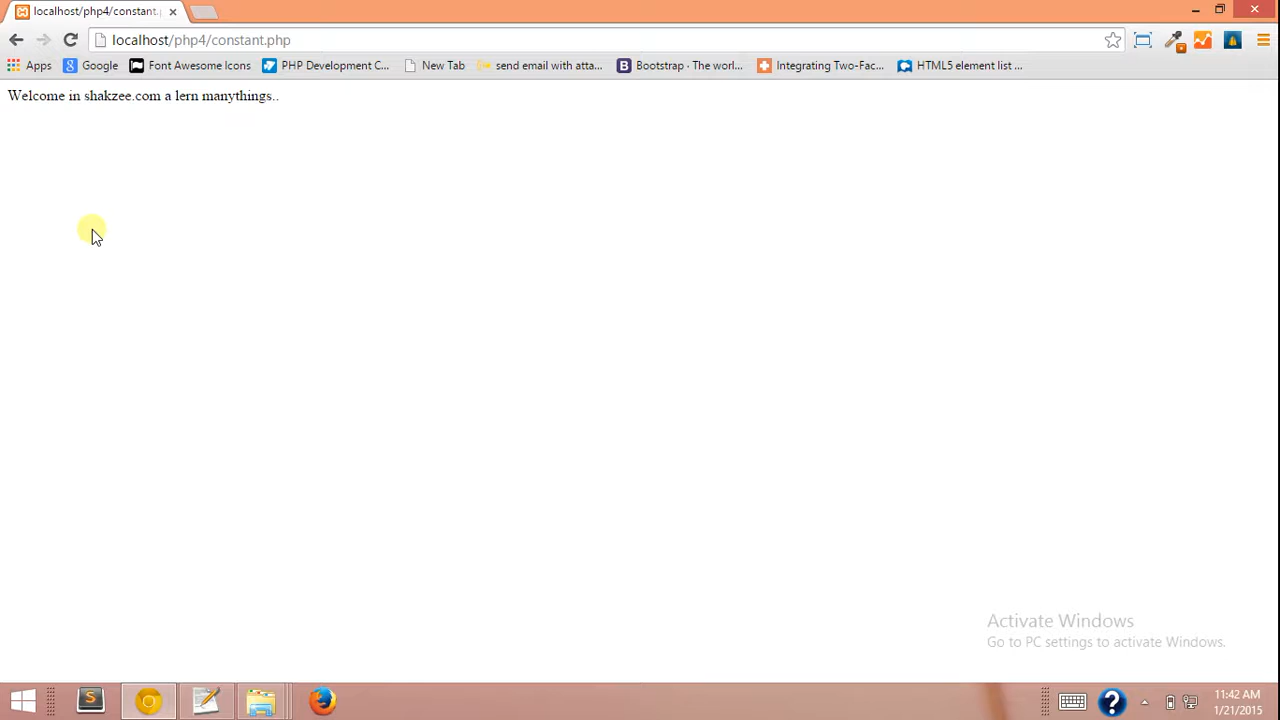 localhost/php4/constant.p
localhost/php4/constant.php
Apps Google Font Awesome Icons PHP Development C... New Tab send email with atta... Bootstrap · The worl... Integrating Two-Fac... HTML5 element list ...
Welcome in shakzee.com a lern manythings..
Activate Windows
Go to PC settings to activate Windows.
11:42 AM
1/21/2015